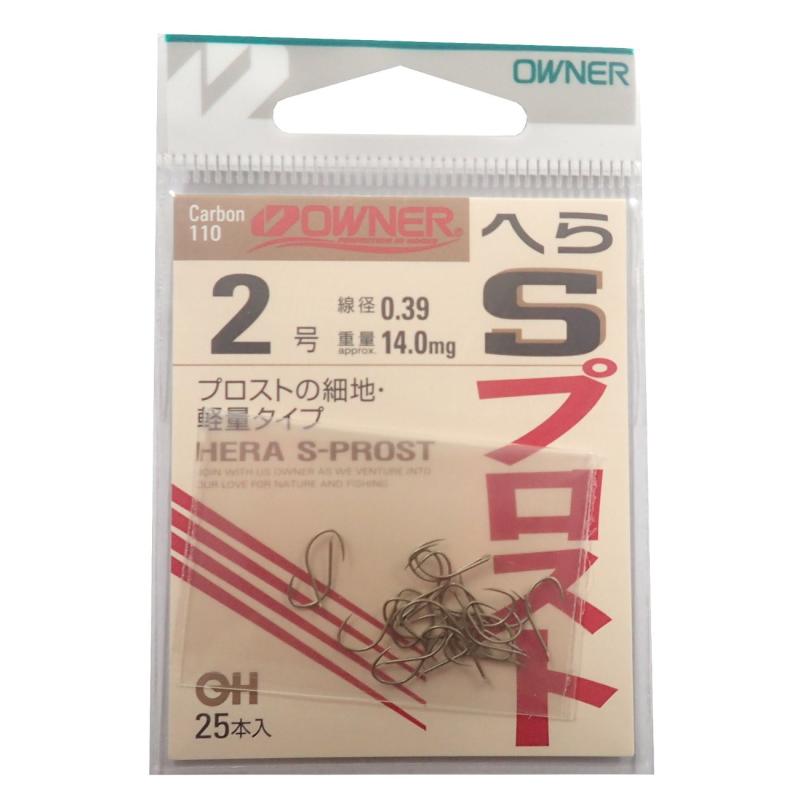 OWNER
Carbon
110
OWNER
へら
S
プロスト
2号
線径 0.39
重量 approx. 14.0mg
プロストの細地・
軽量タイプ
HERA S-PROST
JOIN WITH US OWNER AS WE VENTURE INTO
OUR LOVE FOR NATURE AND FISHING
OH
25本入